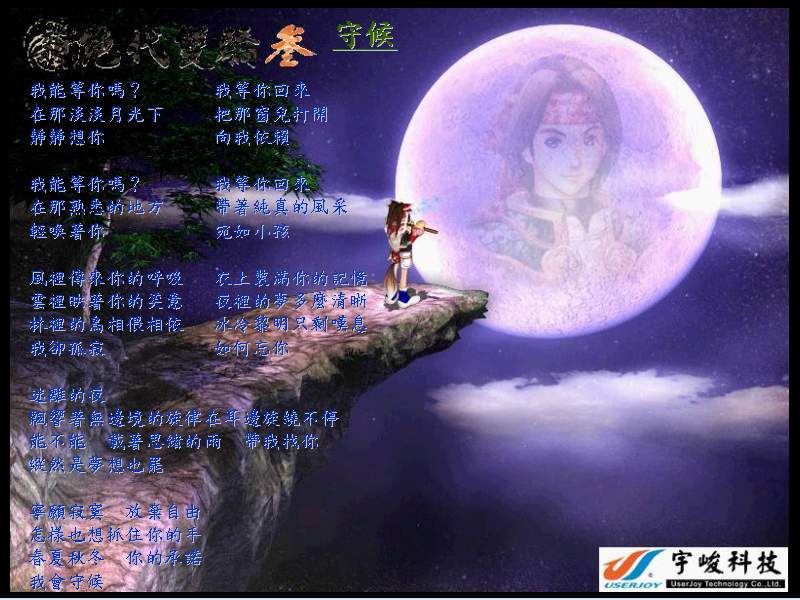 新絕代雙驕叁
守候
我能等你嗎？
在那淡淡月光下
靜靜想你
我能等你嗎？
在那熟悉的地方
輕喚著你
風裡傳來你的呼吸
雲裡映著你的笑意
林裡的鳥相偎相依
我卻孤寂
我等你回來
把那窗兒打開
向我依賴
我等你回來
帶著純真的風采
宛如小孩
衣上裝滿你的記憶
夜裡的夢多麼清晰
冰冷黎明只剩嘆息
如何忘你
迷離的夜
飄響著無邊境的旋律在耳邊旋繞不停
能不能　載著思緒的雨　帶我找你
縱然是夢想也罷
寧願寂寞　放棄自由
怎樣也想抓住你的手
春夏秋冬　你的承諾
我會守候
USERJOY
宇峻科技
UserJoy Technology Co.,Ltd.